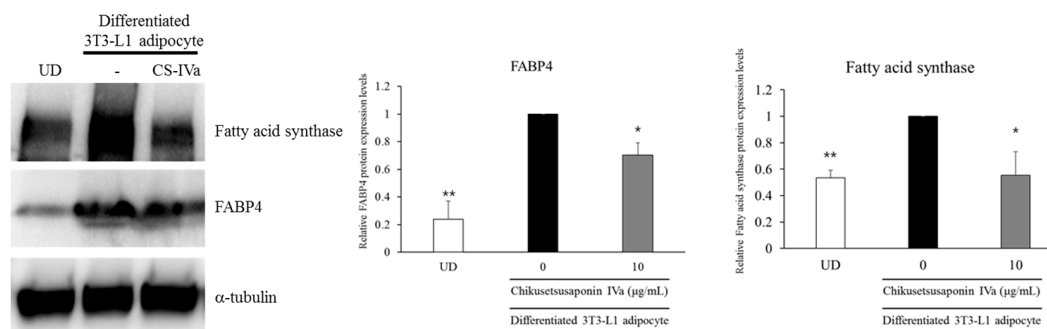 Differentiated
3T3-L1 adipocyte
UD - CS-IVa
Fatty acid synthase
FABP4
α-tubulin
FABP4
Relative FABP4 protein expression levels
1.2
1
0.8
0.6
0.4
0.2
0
**
*
UD 0 10
Chikusetsusaponin IVa (μg/mL)
Differentiated 3T3-L1 adipocyte
Fatty acid synthase
Relative Fatty acid synthase protein expression levels
1.2
1
0.8
0.6
0.4
0.2
0
**
*
UD 0 10
Chikusetsusaponin IVa (μg/mL)
Differentiated 3T3-L1 adipocyte